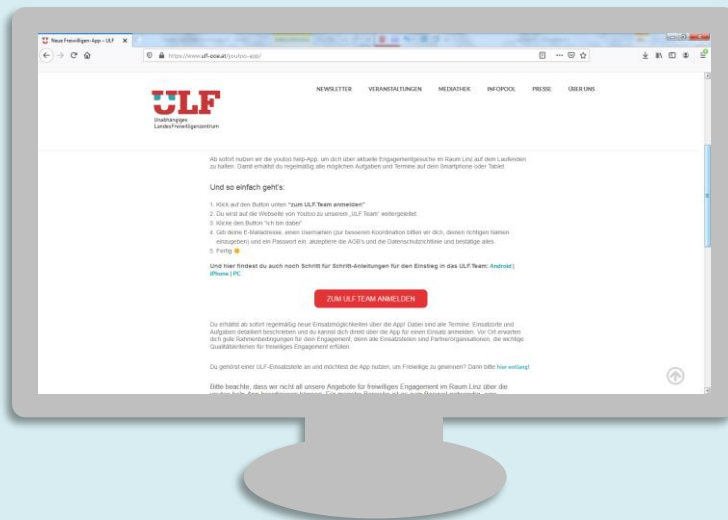 Neue Freiwilligen-App – ULF
https://www.ulf-ooe.at/youtoo-app/
NEWSLETTER VERANSTALTUNGEN MEDIATHEK INFOPOOL PRESSE ÜBER UNS
ULF
Unabhängiges
LandesFreiwilligenzentrum
Ab sofort nutzen wir die youtoo help-App, um dich über aktuelle Engagementgesuche im Raum Linz auf dem Laufenden
zu halten. Damit erhältst du regelmäßig alle möglichen Aufgaben und Termine auf dein Smartphone oder Tablet.
Und so einfach geht's:
1. Klick auf den Button unten "zum ULF.Team anmelden"
2. Du wirst auf die Webseite von Youtoo zu unserem „ULF Team" weitergeleitet.
3. Klicke den Button "Ich bin dabei"
4. Gib deine E-Mailadresse, einen Usernamen (zur besseren Koordination bitten wir dich, deinen richtigen Namen
einzugeben) und ein Passwort ein, akzeptiere die AGB's und die Datenschutzrichtlinie und bestätige alles.
5. Fertig 🙂
Und hier findest du auch noch Schritt für Schritt-Anleitungen für den Einstieg in das ULF.Team: Android |
iPhone | PC
ZUM ULF.TEAM ANMELDEN
Du erhältst ab sofort regelmäßig neue Einsatzmöglichkeiten über die App! Dabei sind alle Termine, Einsatzorte und
Aufgaben detailliert beschrieben und du kannst dich direkt über die App für einen Einsatz anmelden. Vor Ort erwarten
dich gute Rahmenbedingungen für dein Engagement, denn alle Einsatzstellen sind Partnerorganisationen, die wichtige
Qualitätskriterien für freiwilliges Engagement erfüllen.
Du gehörst einer ULF-Einsatzstelle an und möchtest die App nutzen, um Freiwillige zu gewinnen? Dann bitte hier entlang!
Bitte beachte, dass wir nicht all unsere Angebote für freiwilliges Engagement im Raum Linz über die